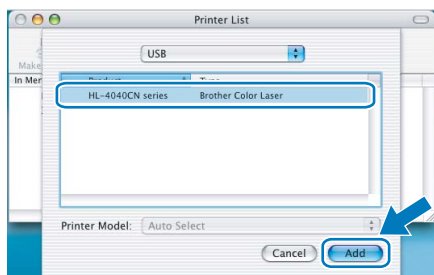 Printer List
USB
Make
In Mer
Product Type
HL-4040CN series Brother Color Laser
Printer Model: Auto Select
Cancel Add